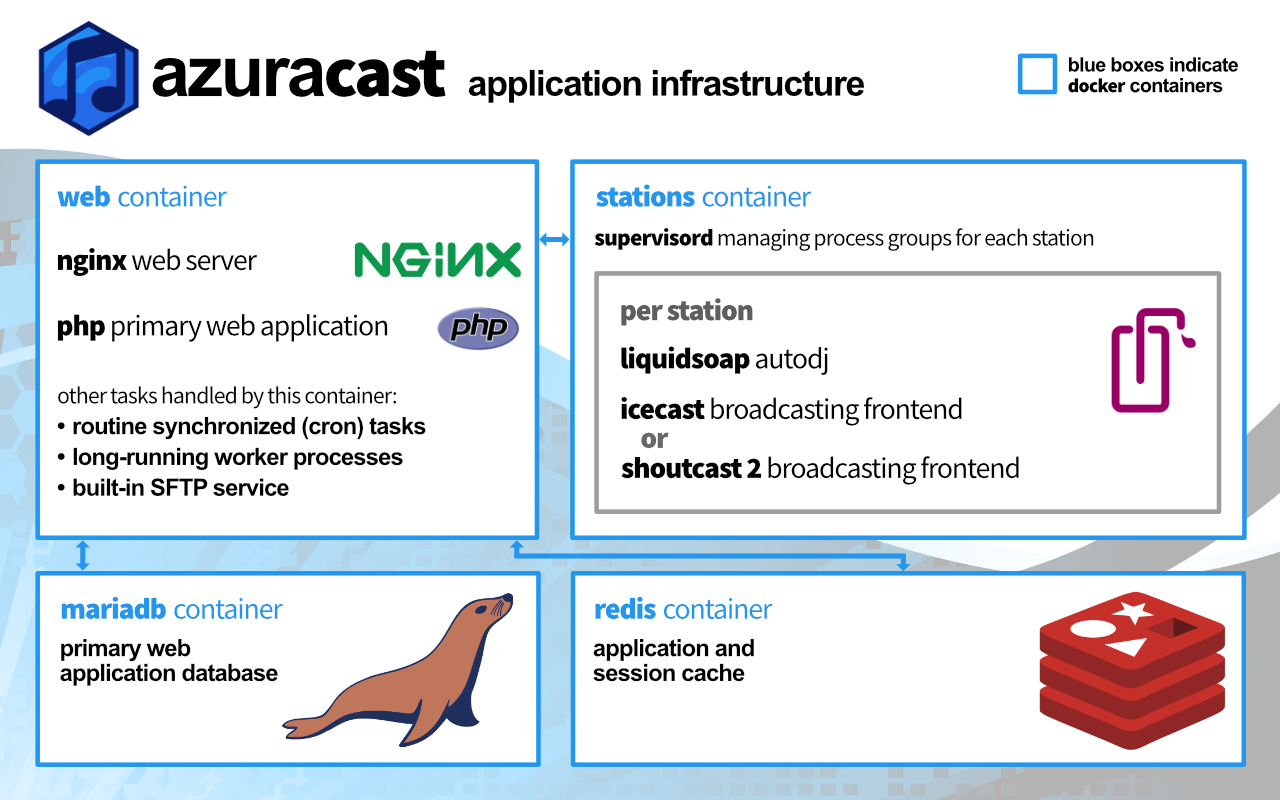 azuracast application infrastructure
blue boxes indicate
docker containers
web container
nginx web server
NGiNX
php primary web application
php
other tasks handled by this container:
• routine synchronized (cron) tasks
• long-running worker processes
• built-in SFTP service
stations container
supervisord managing process groups for each station
per station
liquidsoap autodj
icecast broadcasting frontend
or
shoutcast 2 broadcasting frontend
mariadb container
primary web
application database
redis container
application and
session cache